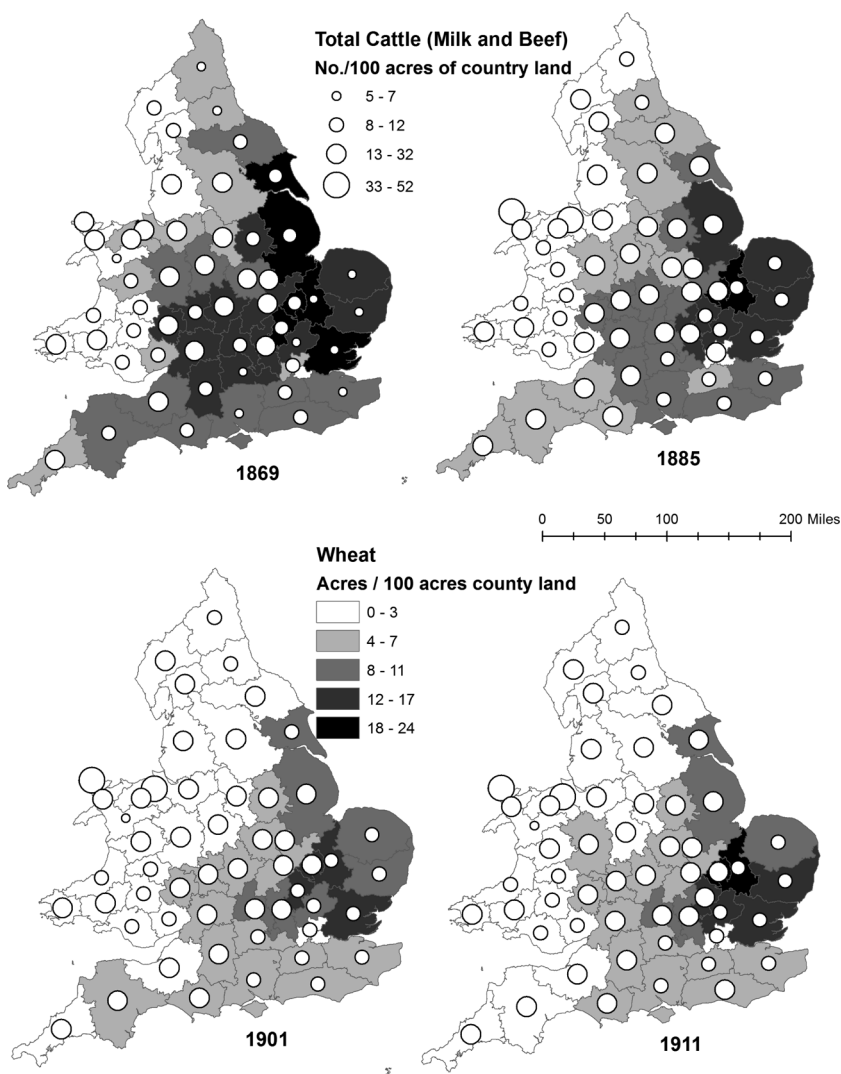 Total Cattle (Milk and Beef)
No./100 acres of country land
5 - 7
8 - 12
13 - 32
33 - 52
1869
1885
0 50 100 200 Miles
Wheat
Acres / 100 acres county land
0 - 3
4 - 7
8 - 11
12 - 17
18 - 24
1901
1911